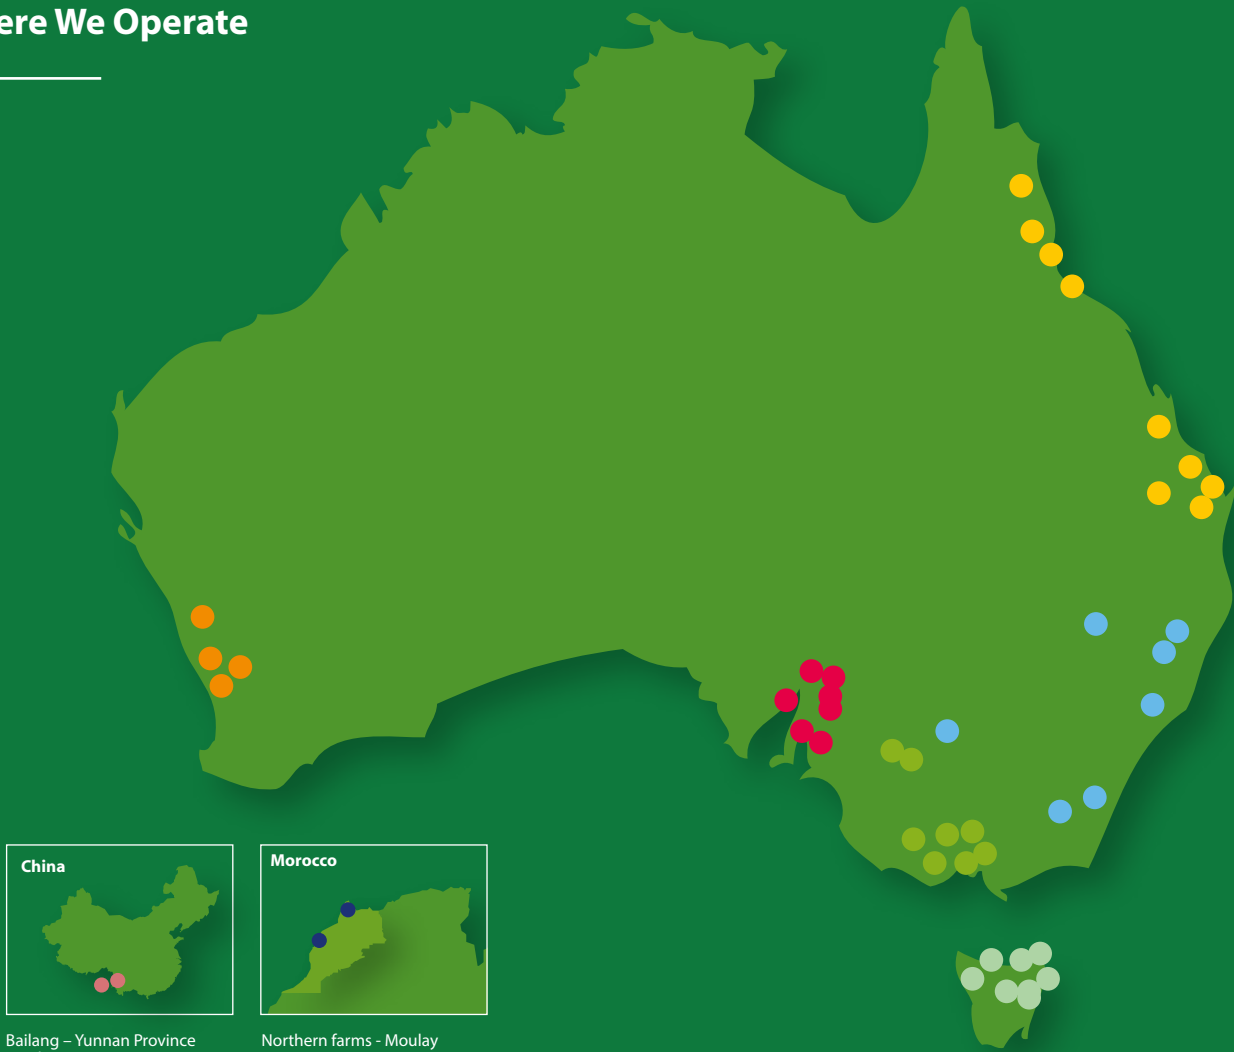 ere We Operate
China
Morocco
Bailang – Yunnan Province
Northern farms - Moulay